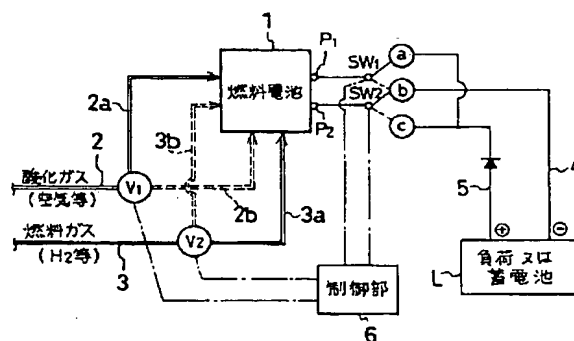 1
P₁
SW₁
a
燃料電池
SW₂
b
2a
P₂
c
3b
2
酸化ガス
(空気等)
V₁
2b
3a
5
4
燃料ガス
(H₂等)
V₂
3
⊕
⊖
制御部
L
負荷又は
蓄電池
6